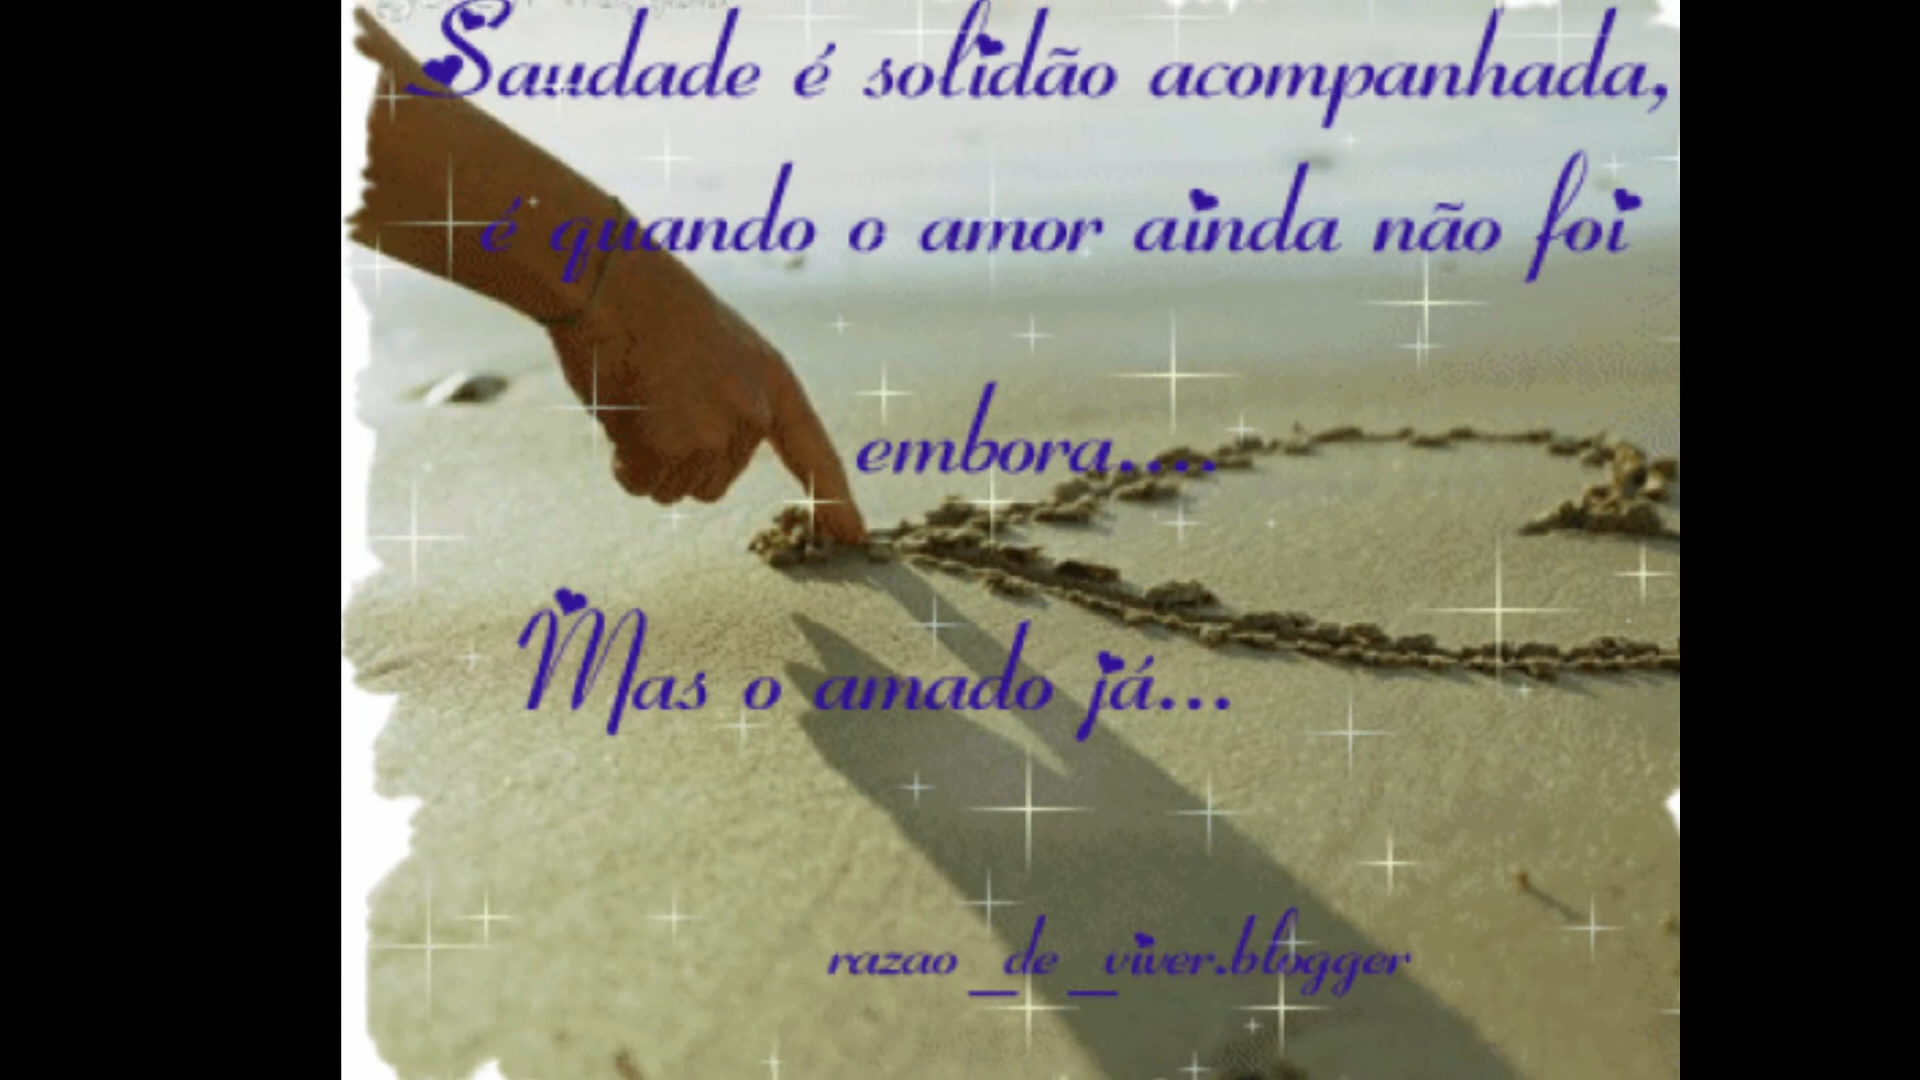 Saudade é solidão acompanhada,
é quando o amor ainda não foi
embora....
Mas o amado já...
razao_de_viver.blogger